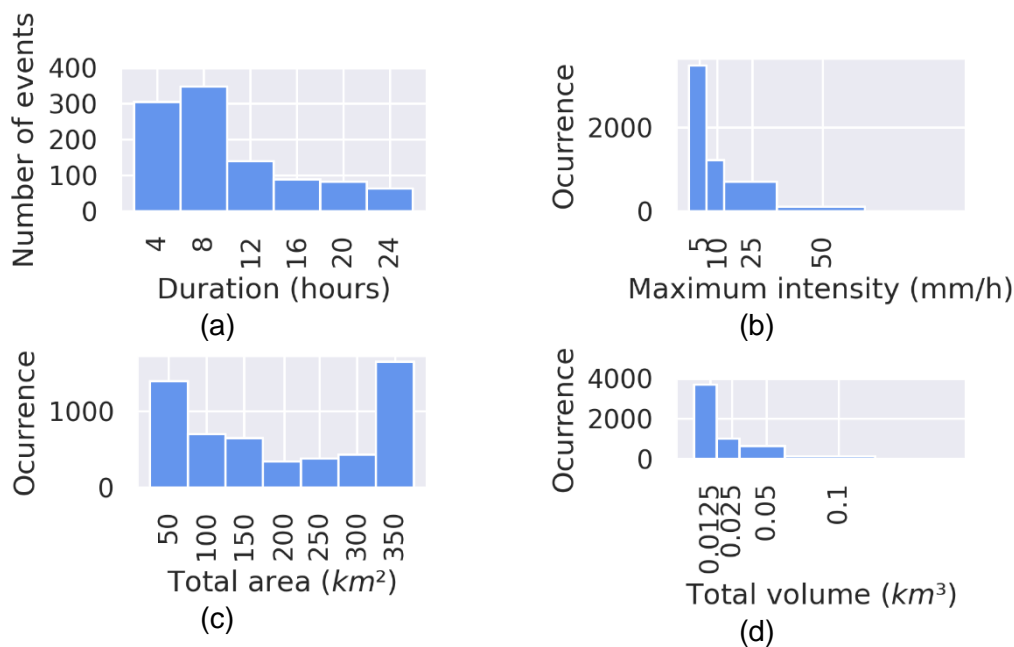 Number of events
400
300
200
100
0
4
8
12
16
20
24
Duration (hours)
(a)
Ocurrence
2000
0
5
10
25
50
Maximum intensity (mm/h)
(b)
Ocurrence
1000
0
50
100
150
200
250
300
350
Total area (km²)
(c)
Ocurrence
4000
2000
0
0.0125
0.025
0.05
0.1
Total volume (km³)
(d)